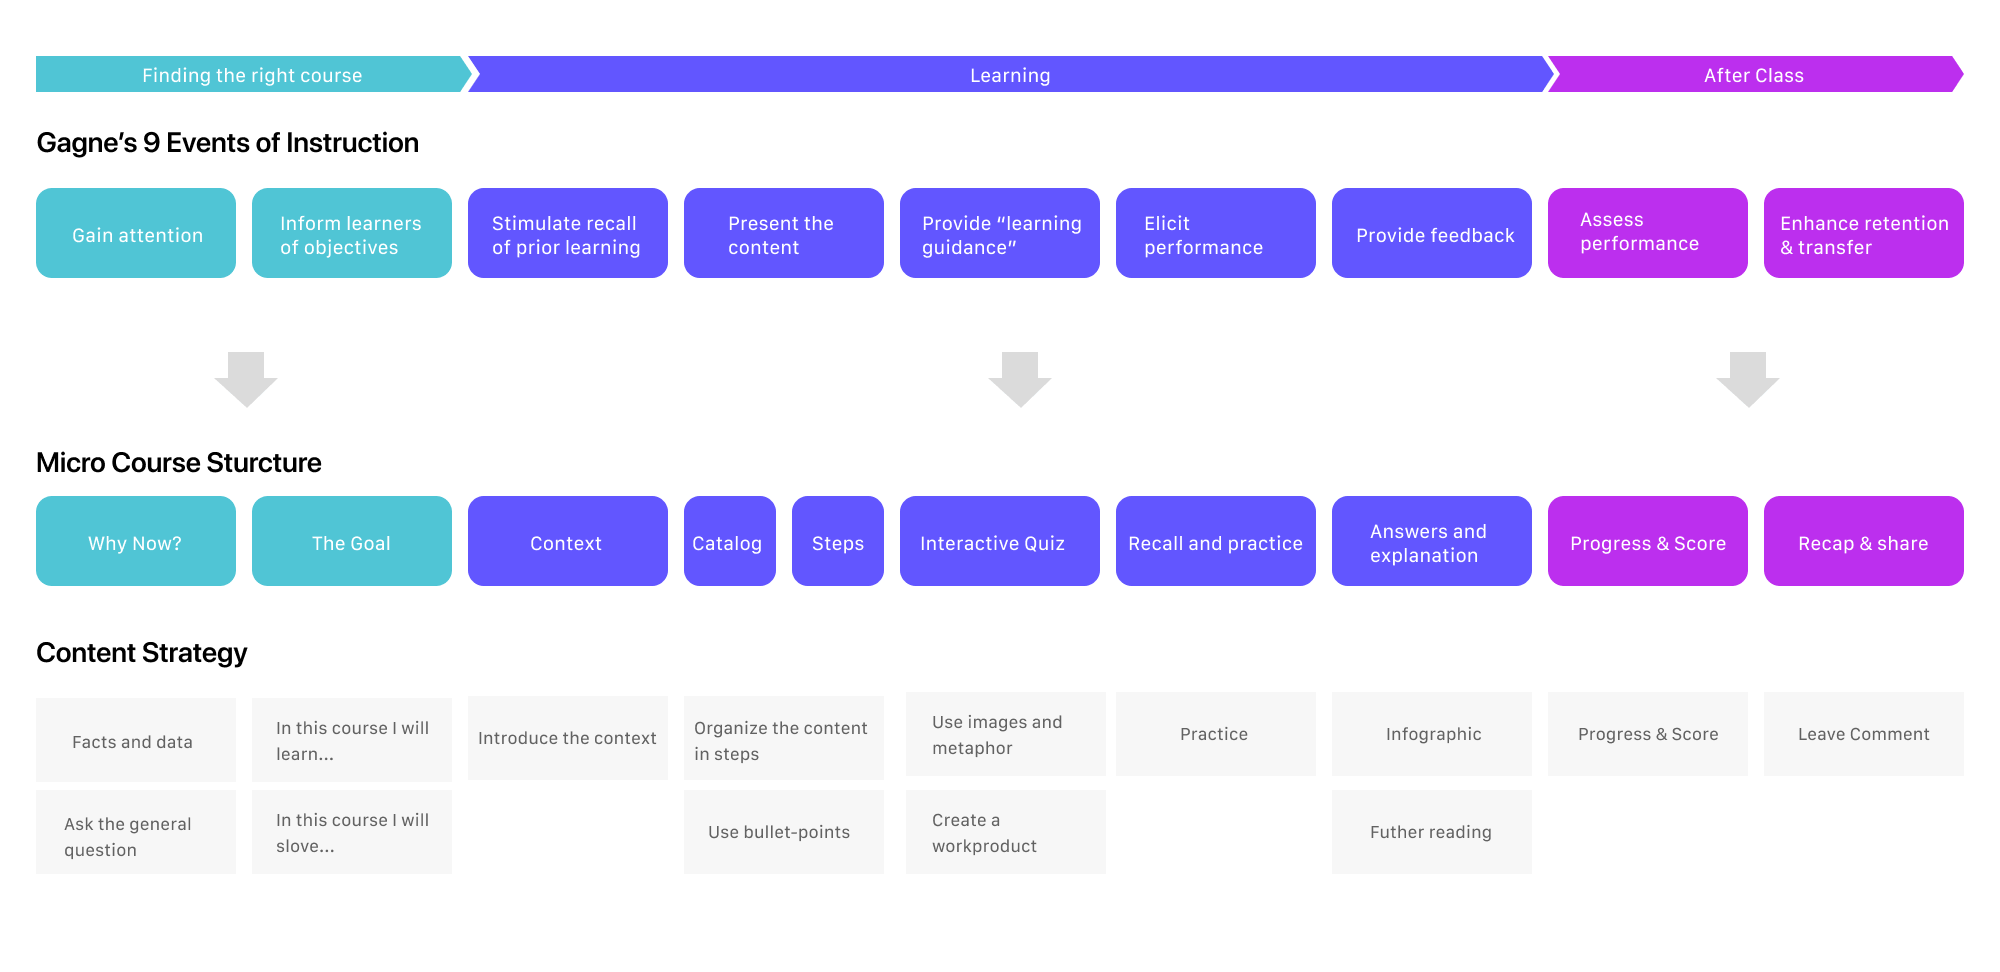 Finding the right course
Learning
After Class
Gagne’s 9 Events of Instruction
Gain attention
Inform learners
of objectives
Stimulate recall
of prior learning
Present the
content
Provide “learning
guidance”
Elicit
performance
Provide feedback
Assess
performance
Enhance retention
& transfer
Micro Course Sturcture
Why Now?
The Goal
Context
Catalog
Steps
Interactive Quiz
Recall and practice
Answers and
explanation
Progress & Score
Recap & share
Content Strategy
Facts and data
In this course I will
learn...
Introduce the context
Organize the content
in steps
Use images and
metaphor
Practice
Infographic
Progress & Score
Leave Comment
Ask the general
question
In this course I will
slove...
Use bullet-points
Create a
workproduct
Futher reading